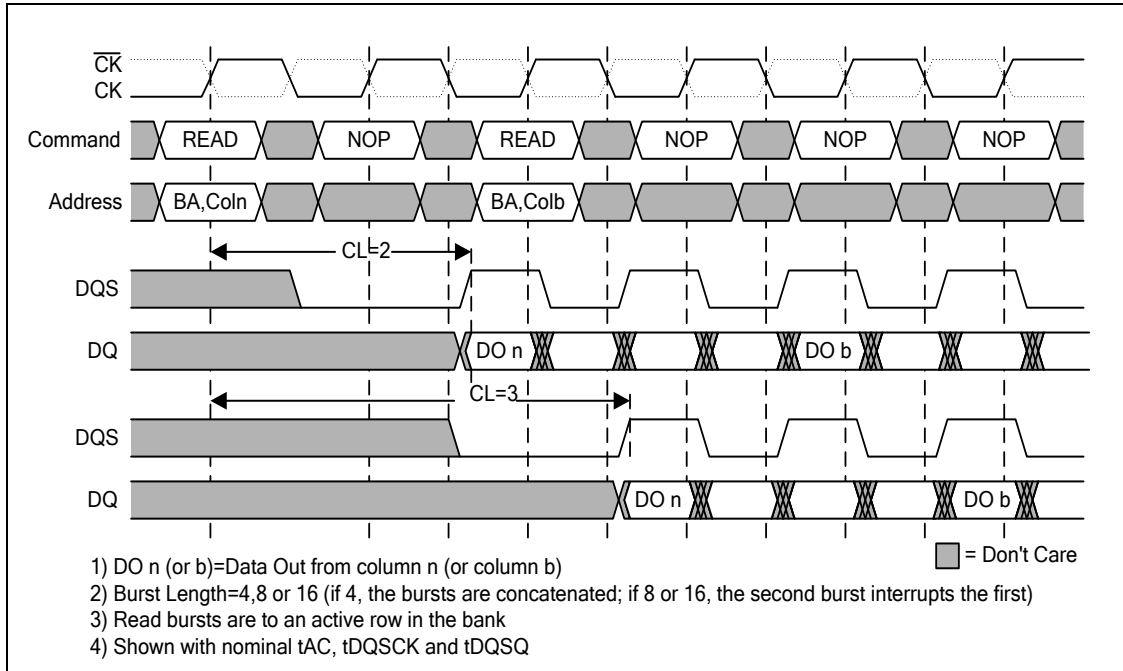 CK
CK
Command READ NOP READ NOP NOP NOP
Address BA,Coln BA,Colb
CL=2
DQS
DQ DO n DO b
CL=3
DQS
DQ DO n DO b
= Don't Care
1) DO n (or b)=Data Out from column n (or column b)
2) Burst Length=4,8 or 16 (if 4, the bursts are concatenated; if 8 or 16, the second burst interrupts the first)
3) Read bursts are to an active row in the bank
4) Shown with nominal tAC, tDQSCK and tDQSQ